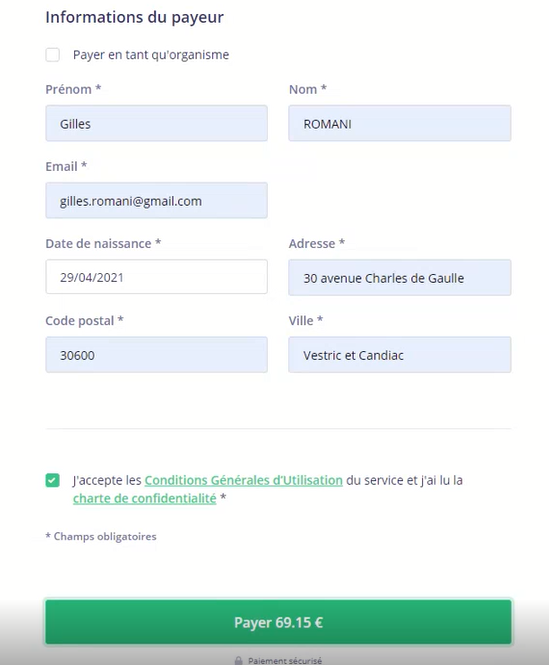 Informations du payeur
Payer en tant qu'organisme
Prénom * Nom *
Gilles ROMANI
Email *
gilles.romani@gmail.com
Date de naissance * Adresse *
29/04/2021 30 avenue Charles de Gaulle
Code postal * Ville *
30600 Vestric et Candiac
J'accepte les Conditions Générales d'Utilisation du service et j'ai lu la
charte de confidentialité *
* Champs obligatoires
Payer 69.15 €
Paiement sécurisé